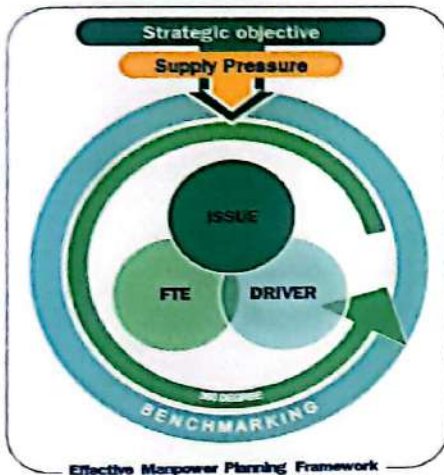 Strategic objective
Supply Pressure
ISSUE
FTE
DRIVER
360 DEGREE
BENCHMARKING
Effective Manpower Planning Framework